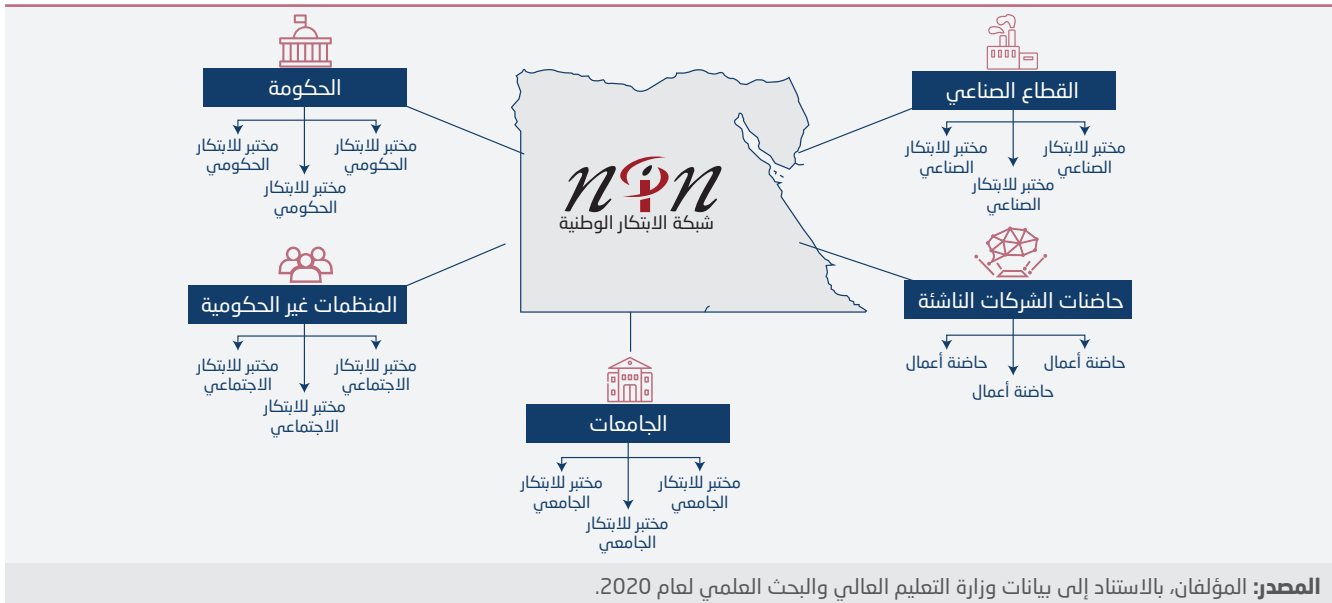 القطاع الصناعي
مختبر للابتكار
الصناعي
مختبر للابتكار
الصناعي
مختبر للابتكار
الصناعي
الحكومة
مختبر للابتكار
الحكومي
مختبر للابتكار
الحكومي
مختبر للابتكار
الحكومي
nin
شبكة الابتكار الوطنية
حاضنات الشركات الناشئة
حاضنة أعمال
حاضنة أعمال
حاضنة أعمال
المنظمات غير الحكومية
مختبر للابتكار
الاجتماعي
مختبر للابتكار
الاجتماعي
مختبر للابتكار
الاجتماعي
الجامعات
مختبر للابتكار
الجامعي
مختبر للابتكار
الجامعي
مختبر للابتكار
الجامعي
المصدر: المؤلفان، بالاستناد إلى بيانات وزارة التعليم العالي والبحث العلمي لعام 2020.